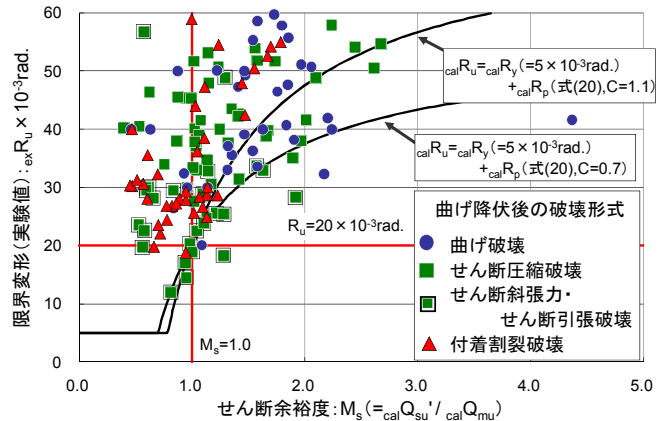 限界変形(実験値):exRu×10-3rad.
60
50
40
30
20
10
0
calRu=calRy(=5×10-3rad.)
+calRp(式(20),C=1.1)
calRu=calRy(=5×10-3rad.)
+calRp(式(20),C=0.7)
Ru=20×10-3rad.
Ms=1.0
曲げ降伏後の破壊形式
曲げ破壊
せん断圧縮破壊
せん断斜張力・
せん断引張破壊
付着割裂破壊
0.0 1.0 2.0 3.0 4.0 5.0
せん断余裕度:Ms(=calQsu'/calQmu)